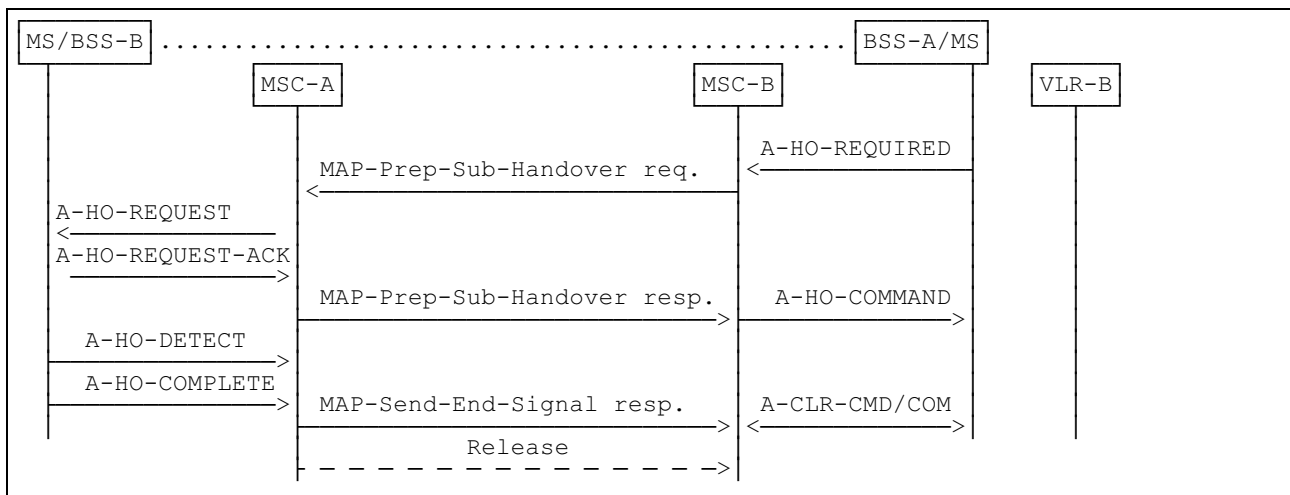 MS/BSS-B BSS-A/MS
MSC-A MSC-B VLR-B
A-HO-REQUIRED
MAP-Prep-Sub-Handover req.
A-HO-REQUEST
A-HO-REQUEST-ACK
MAP-Prep-Sub-Handover resp. A-HO-COMMAND
A-HO-DETECT
A-HO-COMPLETE
MAP-Send-End-Signal resp. A-CLR-CMD/COM
Release